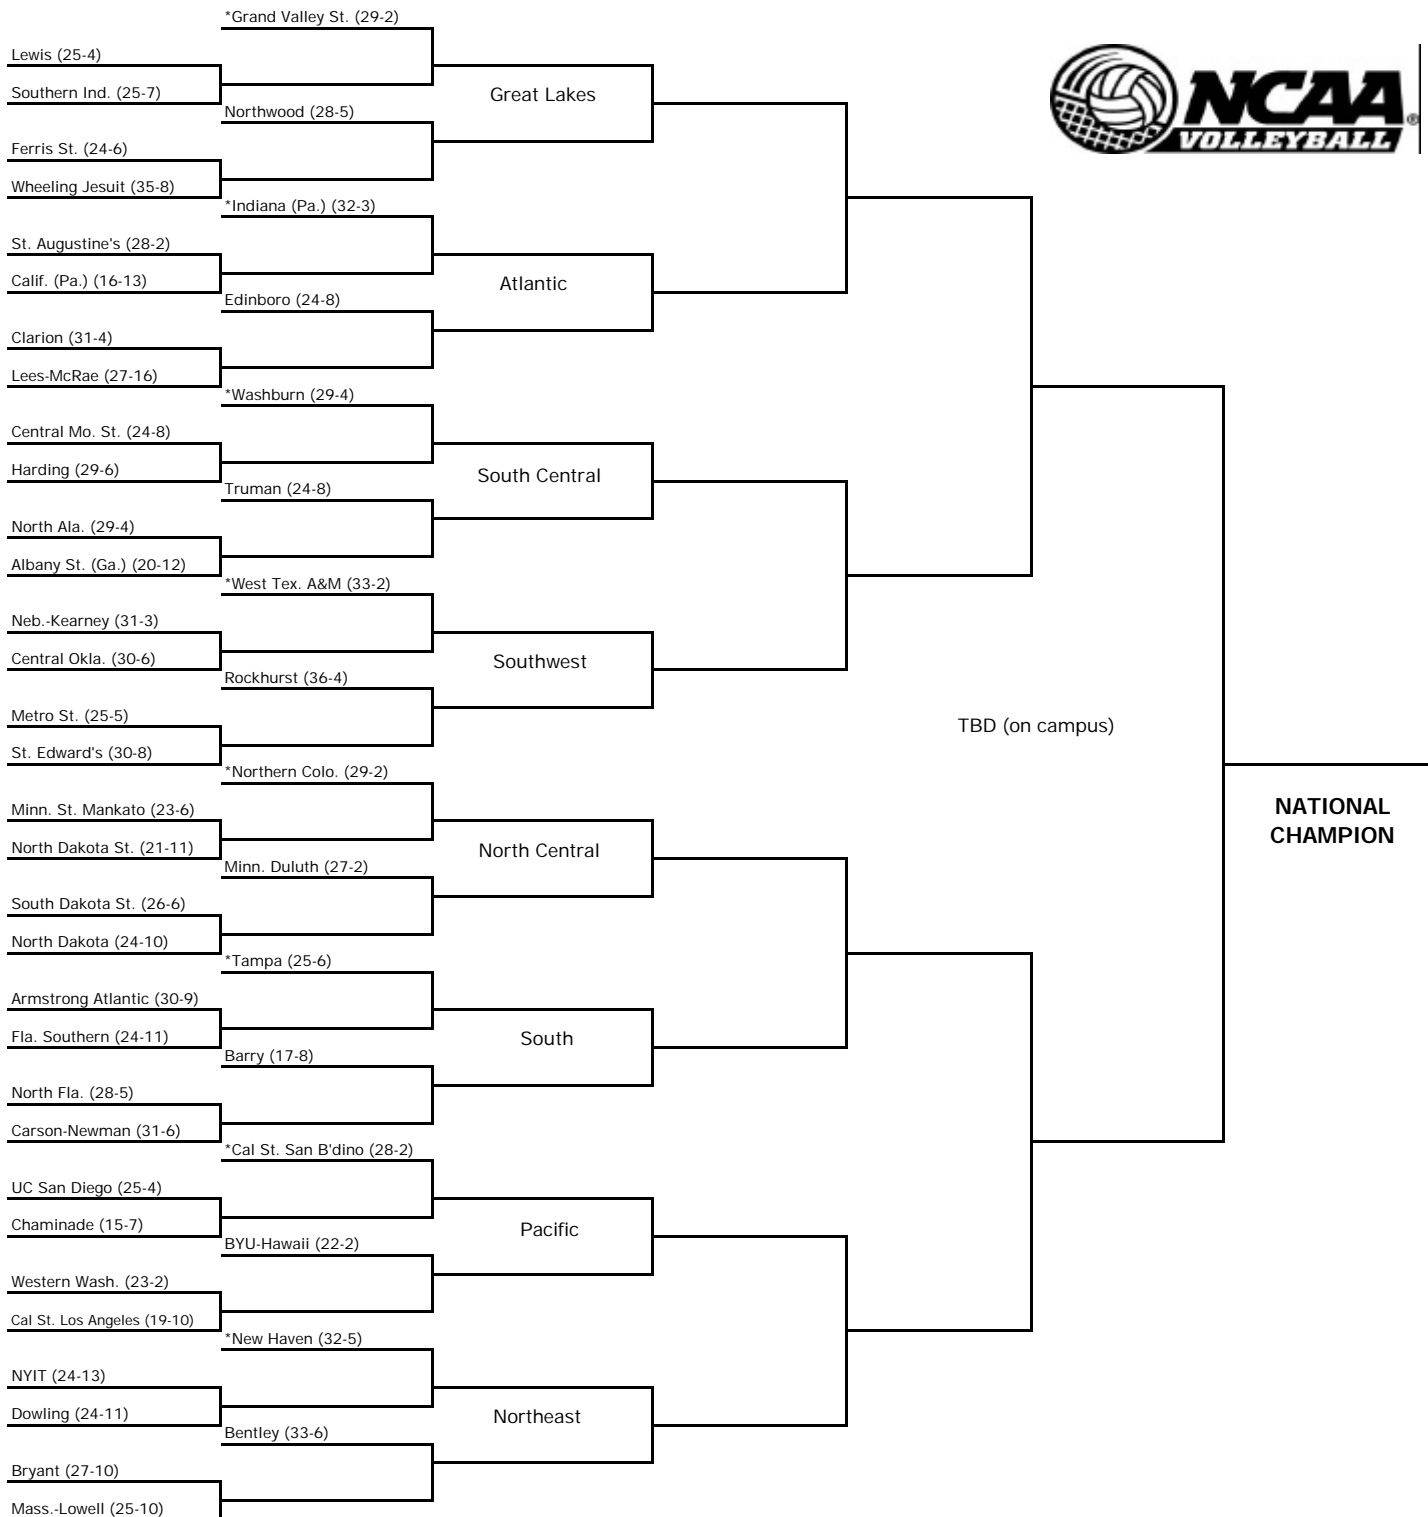 *Grand Valley St. (29-2)
Lewis (25-4)
Southern Ind. (25-7)
Great Lakes
NCAA
®
VOLLEYBALL
Northwood (28-5)
Ferris St. (24-6)
Wheeling Jesuit (35-8)
*Indiana (Pa.) (32-3)
St. Augustine's (28-2)
Calif. (Pa.) (16-13)
Atlantic
Edinboro (24-8)
Clarion (31-4)
Lees-McRae (27-16)
*Washburn (29-4)
Central Mo. St. (24-8)
Harding (29-6)
South Central
Truman (24-8)
North Ala. (29-4)
Albany St. (Ga.) (20-12)
*West Tex. A&M (33-2)
Neb.-Kearney (31-3)
Central Okla. (30-6)
Southwest
Rockhurst (36-4)
Metro St. (25-5)
TBD (on campus)
St. Edward's (30-8)
*Northern Colo. (29-2)
Minn. St. Mankato (23-6)
NATIONAL
CHAMPION
North Dakota St. (21-11)
North Central
Minn. Duluth (27-2)
South Dakota St. (26-6)
North Dakota (24-10)
*Tampa (25-6)
Armstrong Atlantic (30-9)
Fla. Southern (24-11)
South
Barry (17-8)
North Fla. (28-5)
Carson-Newman (31-6)
*Cal St. San B'dino (28-2)
UC San Diego (25-4)
Chaminade (15-7)
Pacific
BYU-Hawaii (22-2)
Western Wash. (23-2)
Cal St. Los Angeles (19-10)
*New Haven (32-5)
NYIT (24-13)
Dowling (24-11)
Northeast
Bentley (33-6)
Bryant (27-10)
Mass.-Lowell (25-10)